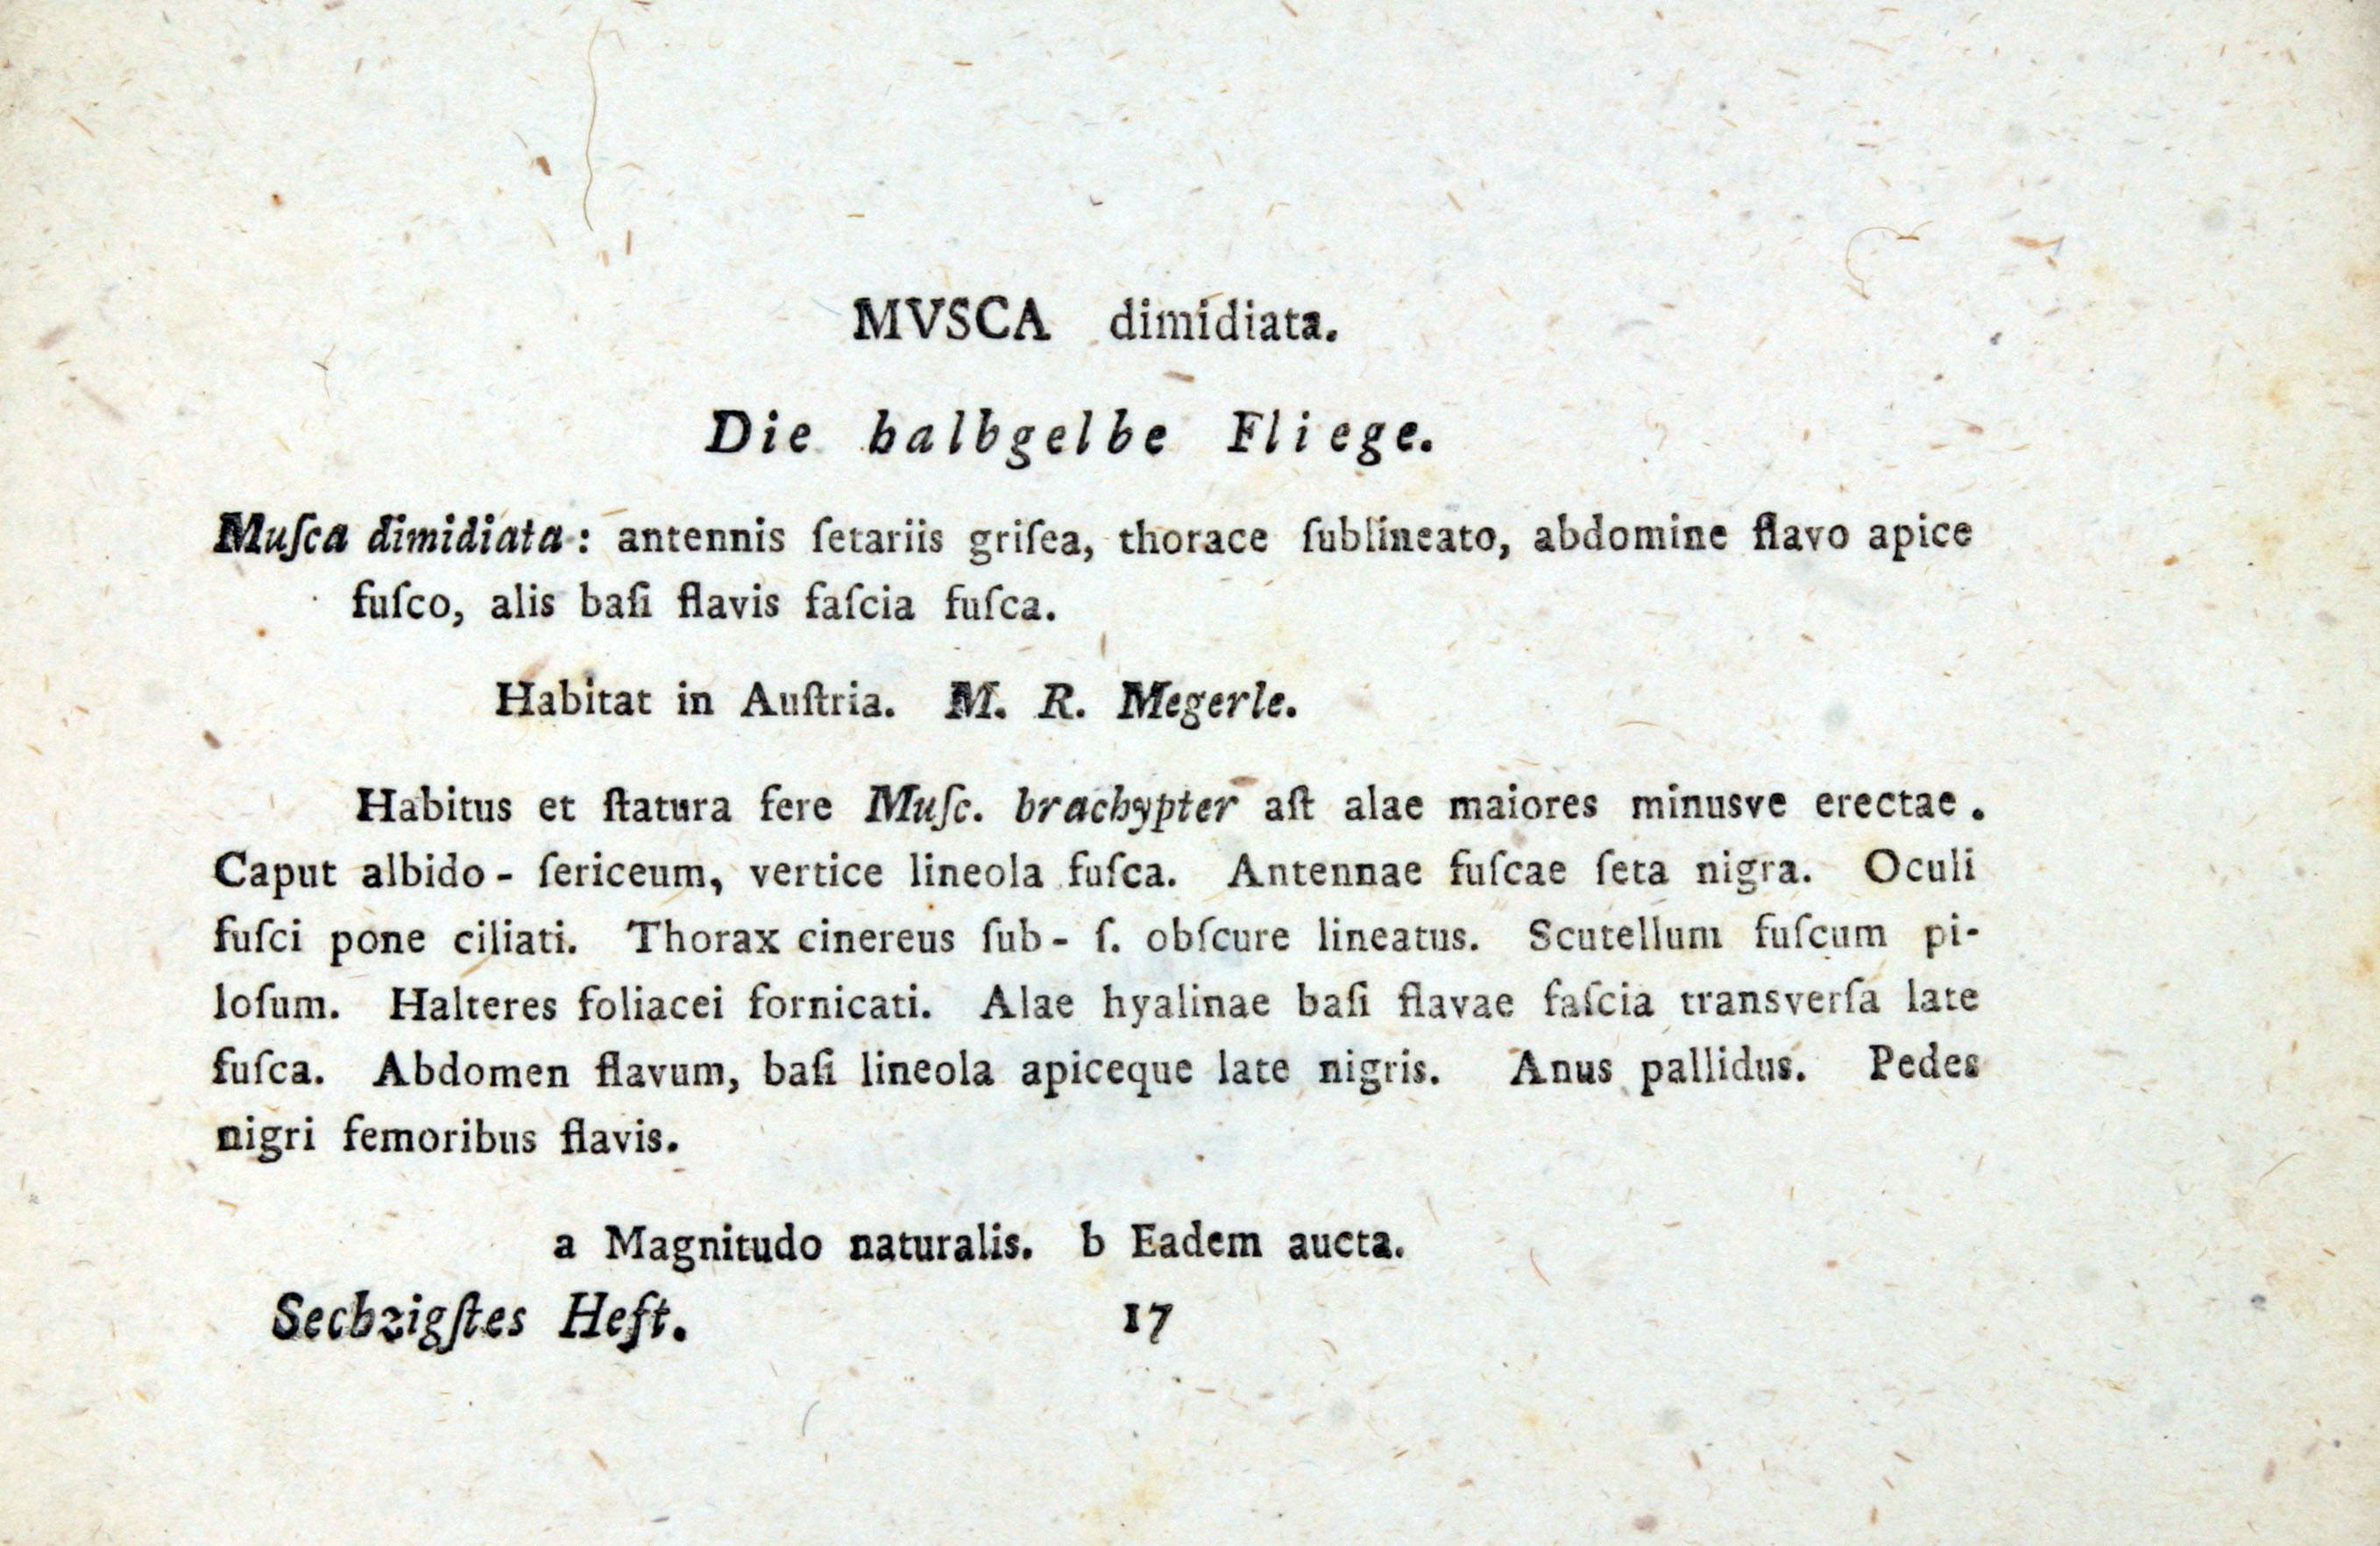 MVSCA dimidiata.
Die halbgelbe Fliege.
Muſca dimidiata: antennis ſetariis griſea, thorace ſublineato, abdomine flavo apice
fuſco, alis baſi flavis faſcia fuſca.
Habitat in Auſtria. M. R. Megerle.
Habitus et ſtatura fere Muſc. brachypter aſt alae maiores minusve erectae.
Caput albido-ſericeum, vertice lineola fuſca. Antennae fuſcae ſeta nigra. Oculi
fuſci pone ciliati. Thorax cinereus ſub-ſ. obſcure lineatus. Scutellum fuſcum pi-
loſum. Halteres foliacei fornicati. Alae hyalinae baſi flavae faſcia transverſa late
fuſca. Abdomen flavum, baſi lineola apiceque late nigris. Anus pallidus. Pedes
nigri femoribus flavis.
a Magnitudo naturalis. b Eadem aucta.
Sechzigſtes Heft. 17